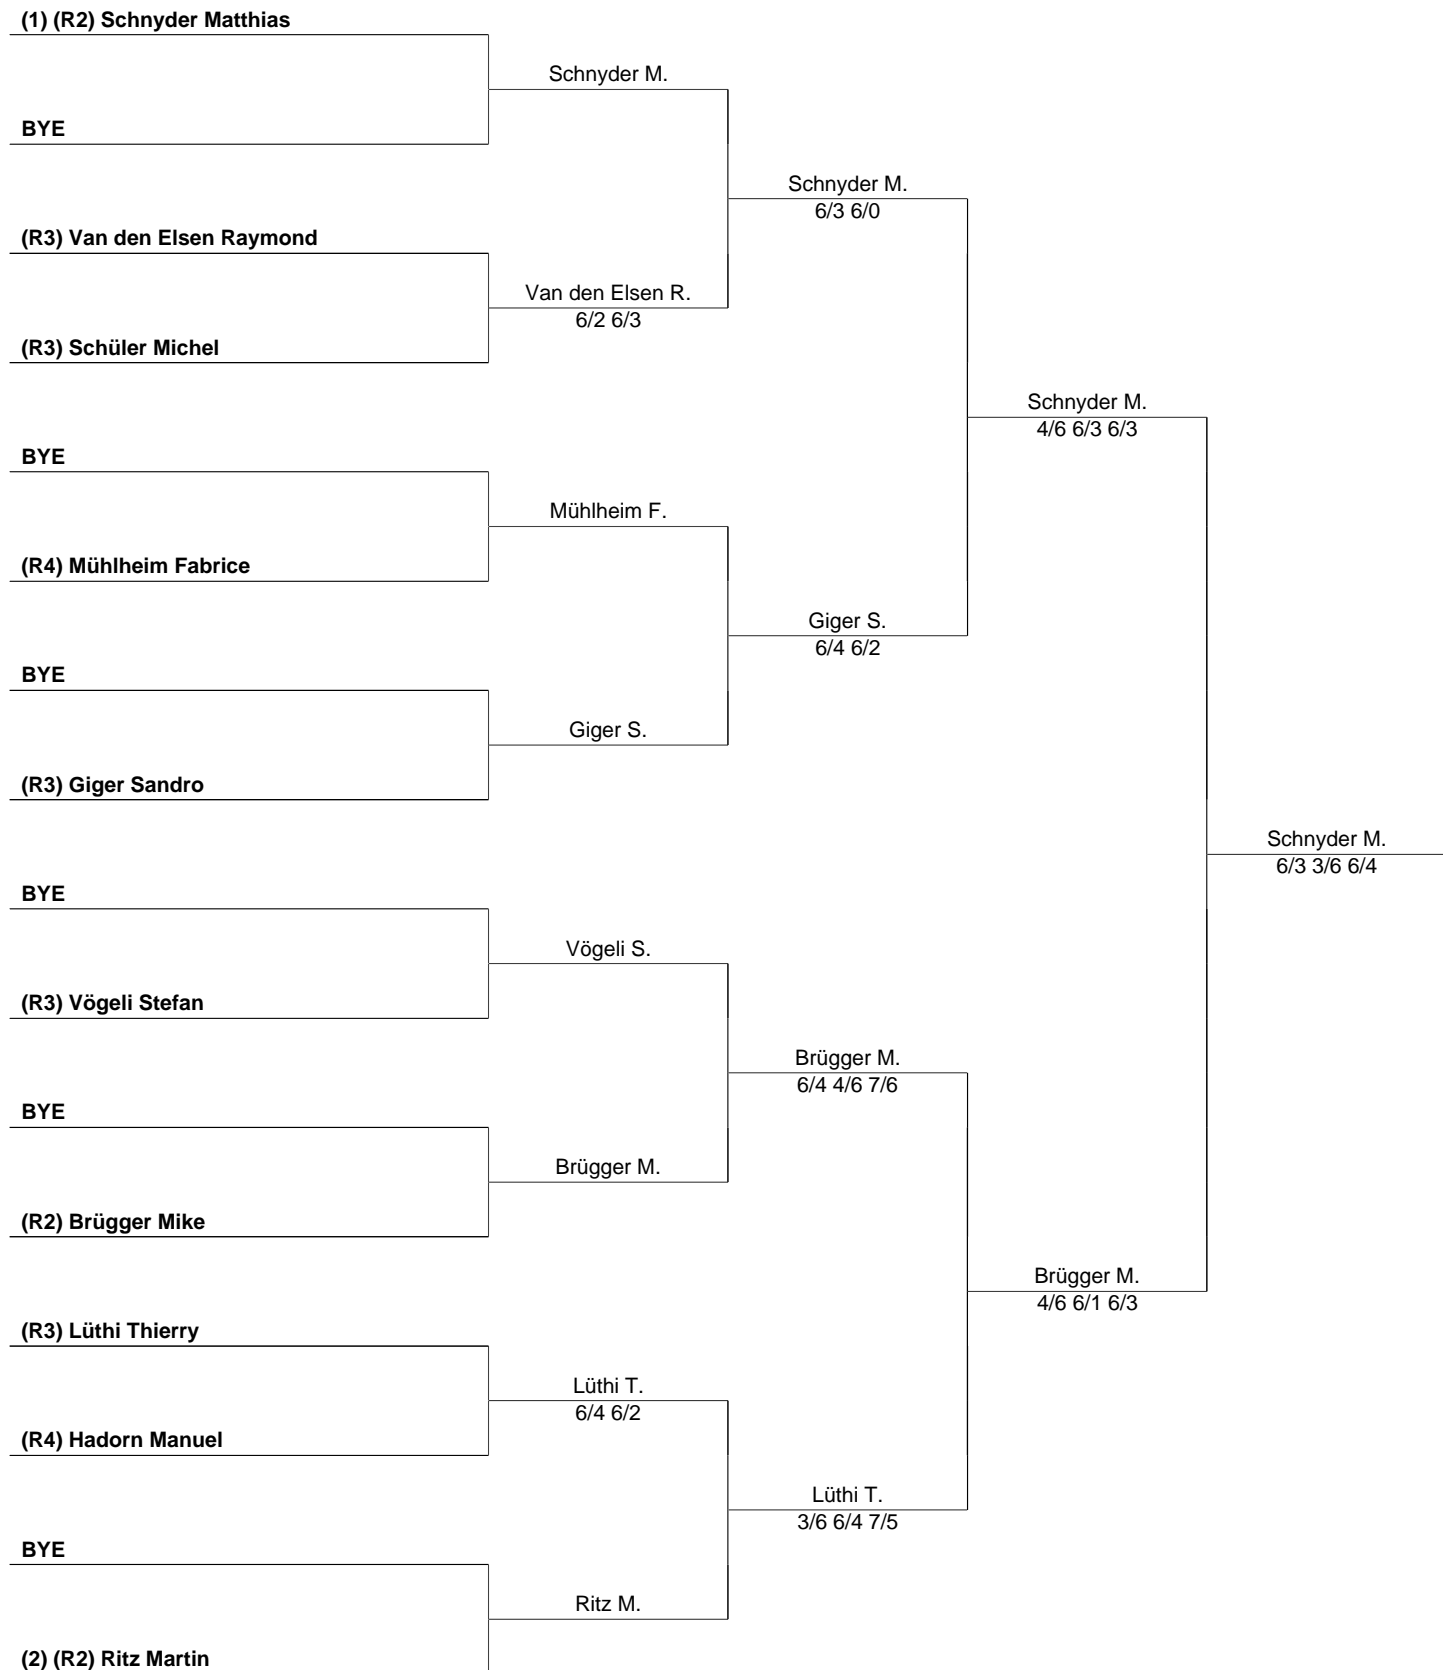 (1) (R2) Schnyder Matthias
Schnyder M.
BYE
Schnyder M.
6/3 6/0
(R3) Van den Elsen Raymond
Van den Elsen R.
6/2 6/3
(R3) Schüler Michel
Schnyder M.
4/6 6/3 6/3
BYE
Mühlheim F.
(R4) Mühlheim Fabrice
Giger S.
6/4 6/2
BYE
Giger S.
(R3) Giger Sandro
Schnyder M.
6/3 3/6 6/4
BYE
Vögeli S.
(R3) Vögeli Stefan
Brügger M.
6/4 4/6 7/6
BYE
Brügger M.
(R2) Brügger Mike
Brügger M.
4/6 6/1 6/3
(R3) Lüthi Thierry
Lüthi T.
6/4 6/2
(R4) Hadorn Manuel
Lüthi T.
3/6 6/4 7/5
BYE
Ritz M.
(2) (R2) Ritz Martin